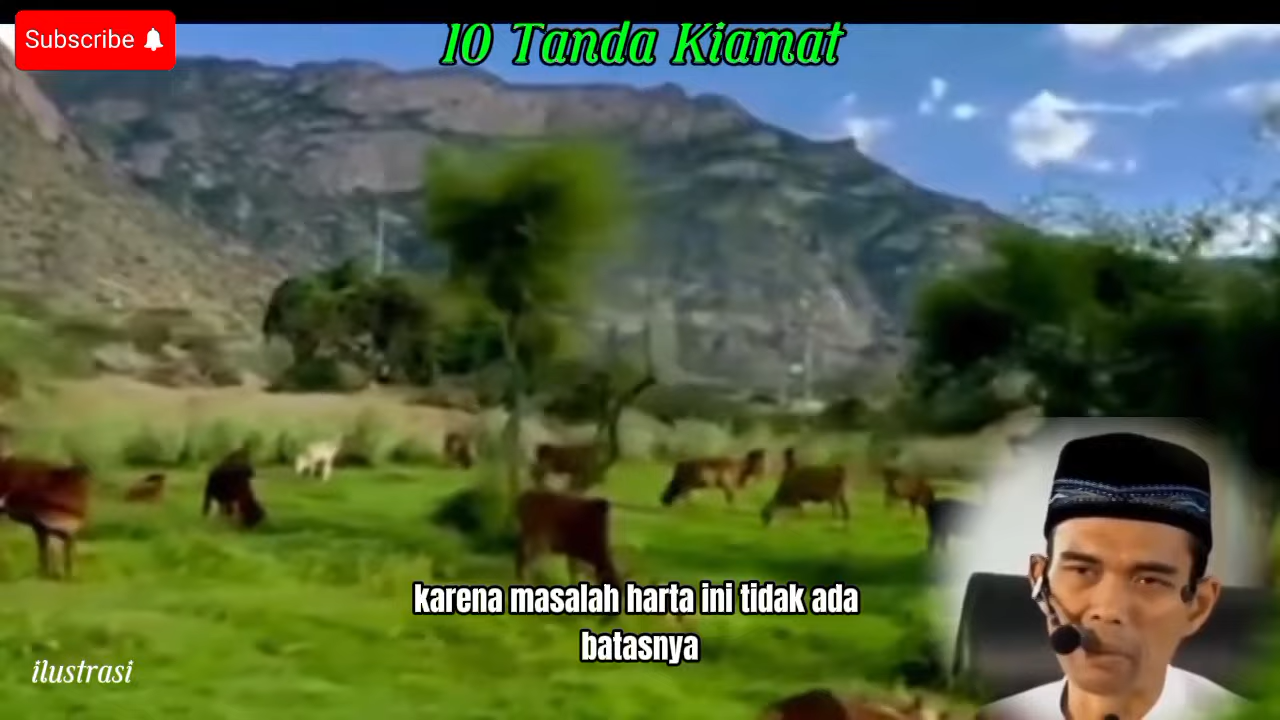 Subscribe
10 Tanda Kiamat
karena masalah harta ini tidak ada
batasnya
ilustrasi